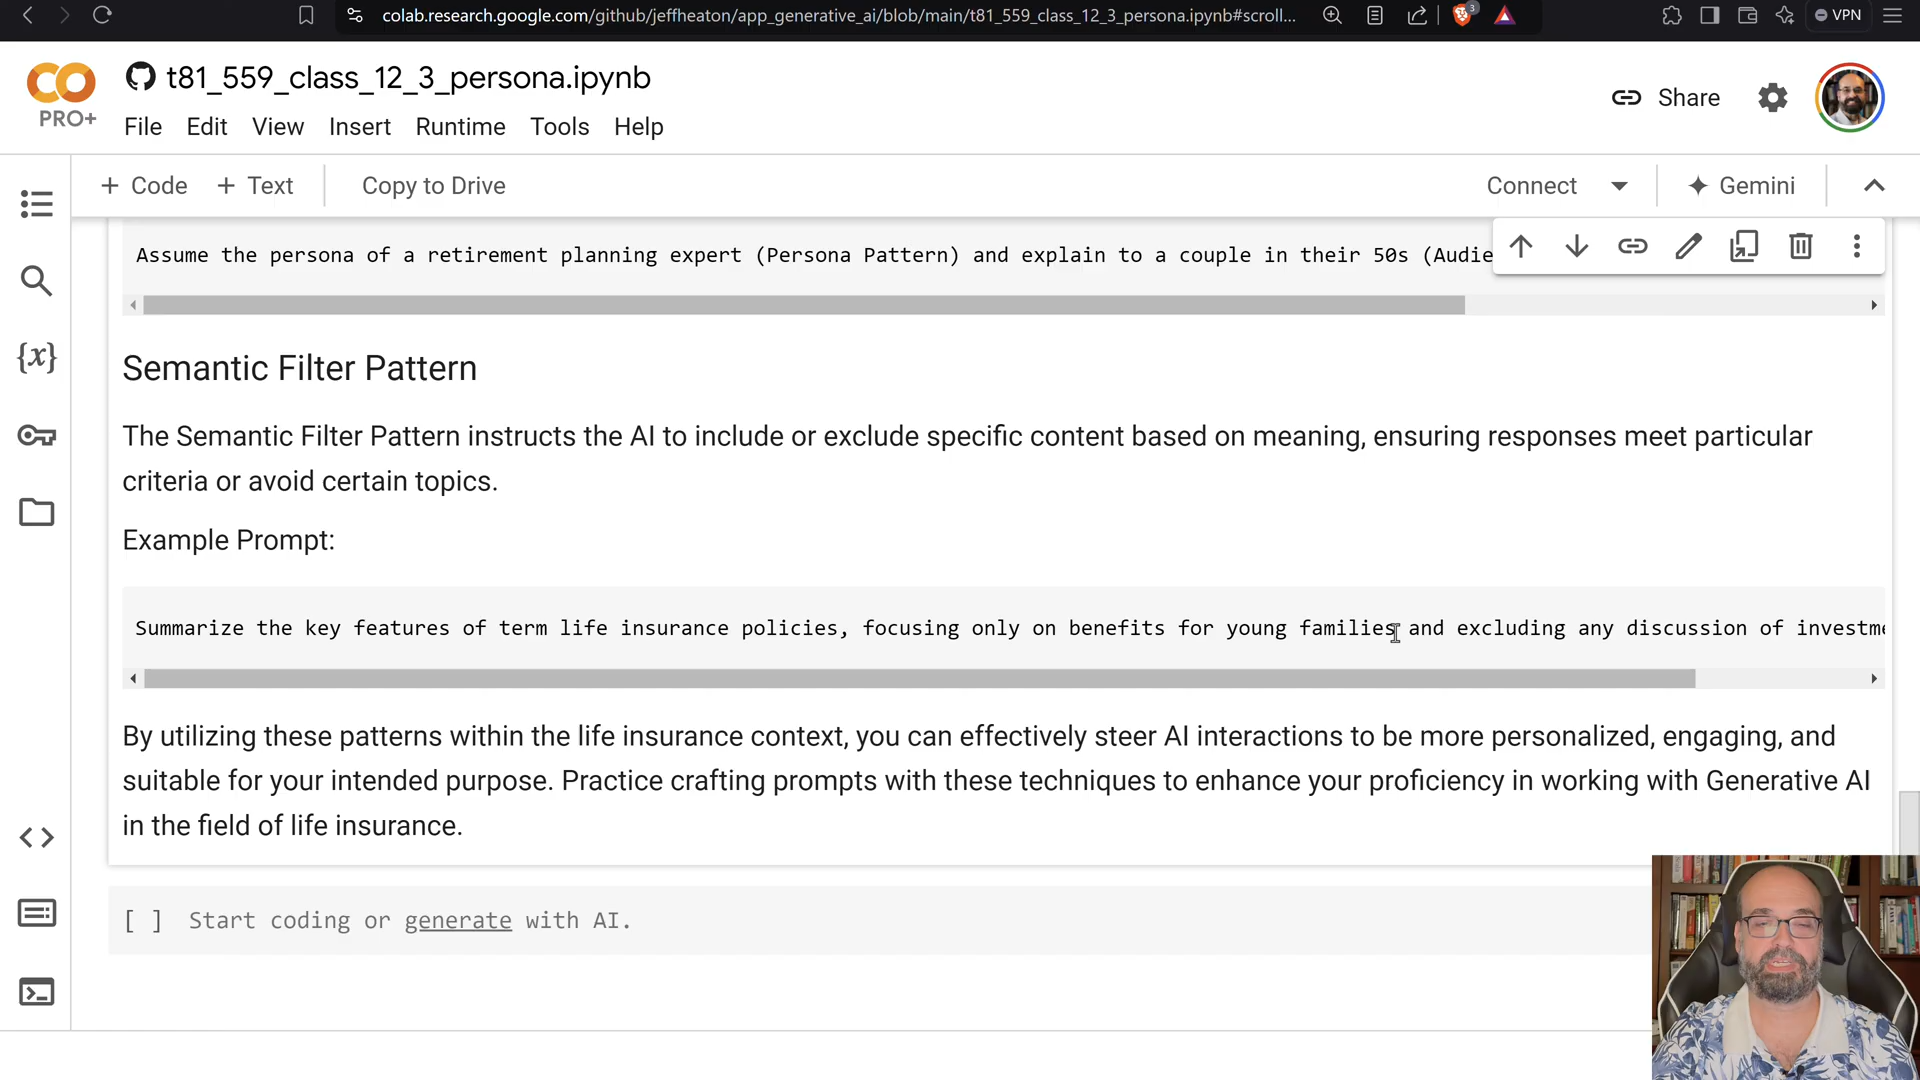 colab.research.google.com/github/jeffheaton/app_generative_ai/blob/main/t81_559_class_12_3_persona.ipynb#scroll...
3
VPN
CO
PRO+
t81_559_class_12_3_persona.ipynb
Share
File Edit View Insert Runtime Tools Help
+ Code + Text Copy to Drive Connect Gemini
Assume the persona of a retirement planning expert (Persona Pattern) and explain to a couple in their 50s (Audie
{x}
Semantic Filter Pattern
The Semantic Filter Pattern instructs the AI to include or exclude specific content based on meaning, ensuring responses meet particular
criteria or avoid certain topics.
Example Prompt:
Summarize the key features of term life insurance policies, focusing only on benefits for young families and excluding any discussion of investme
By utilizing these patterns within the life insurance context, you can effectively steer AI interactions to be more personalized, engaging, and
suitable for your intended purpose. Practice crafting prompts with these techniques to enhance your proficiency in working with Generative AI
in the field of life insurance.
[ ] Start coding or generate with AI.